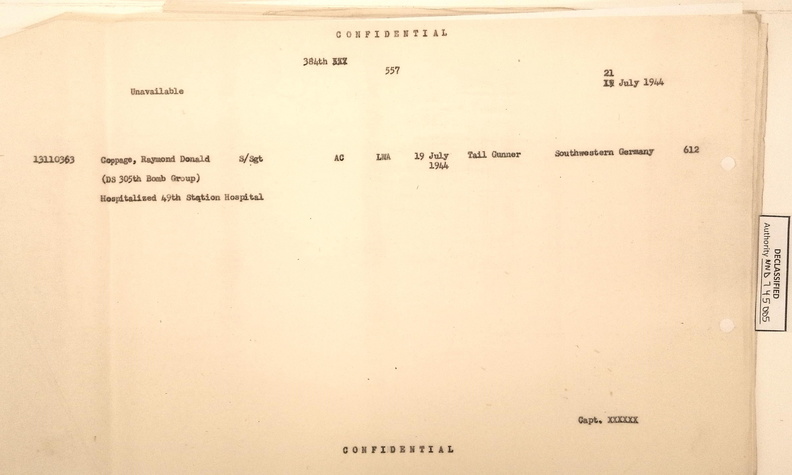 CONFIDENTIAL
384th XXX
557
21
July 1944
Unavailable
13110363 Coppage, Raymond Donald S/Sgt AC LWA 19 July 1944 Tail Gunner Southwestern Germany 612
(DS 305th Bomb Group)
Hospitalized 49th Station Hospital
DECLASSIFIED
Authority NND 745005
Capt. XXXXXX
CONFIDENTIAL